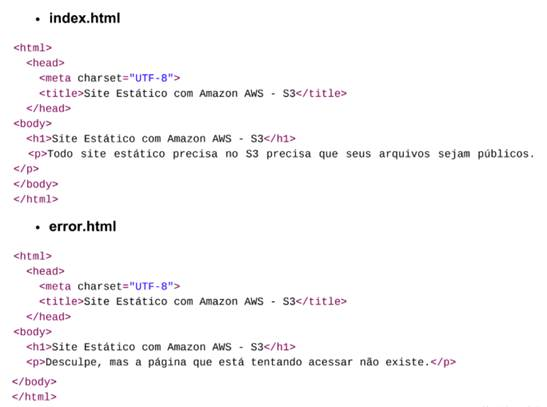 • index.html
<html>
<head>
<meta charset="UTF-8">
<title>Site Estático com Amazon AWS - S3</title>
</head>
<body>
<h1>Site Estático com Amazon AWS - S3</h1>
<p>Todo site estático precisa no S3 precisa que seus arquivos sejam públicos.
</p>
</body>
</html>
• error.html
<html>
<head>
<meta charset="UTF-8">
<title>Site Estático com Amazon AWS - S3</title>
</head>
<body>
<h1>Site Estático com Amazon AWS - S3</h1>
<p>Desculpe, mas a página que está tentando acessar não existe.</p>
</body>
</html>